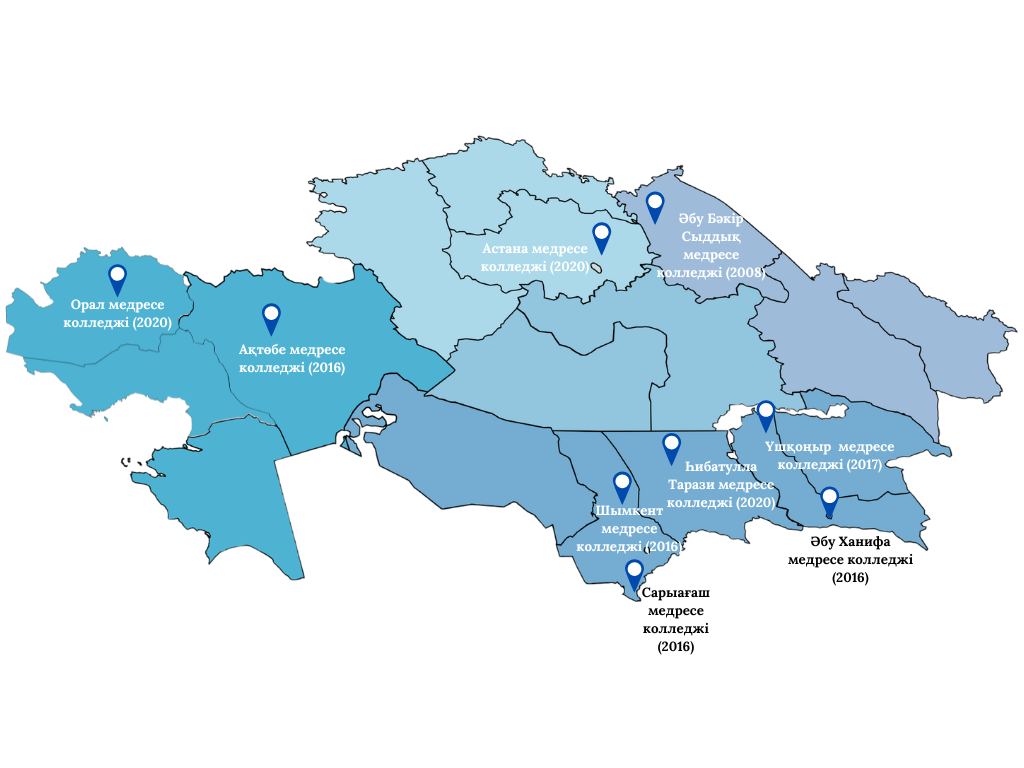 Әбу Бәкір
Сыддық
медресе
колледжі (2008)
Астана медресе
колледжі (2020)
Орал медресе
колледжі (2020)
Ақтөбе медресе
колледжі (2016)
Үшқоңыр медресе
колледжі (2017)
Һибатулла
Тарази медресе
колледжі (2020)
Шымкент
медресе
колледжі (2016)
Әбу Ханифа
медресе колледжі
(2016)
Сарыағаш
медресе
колледжі
(2016)